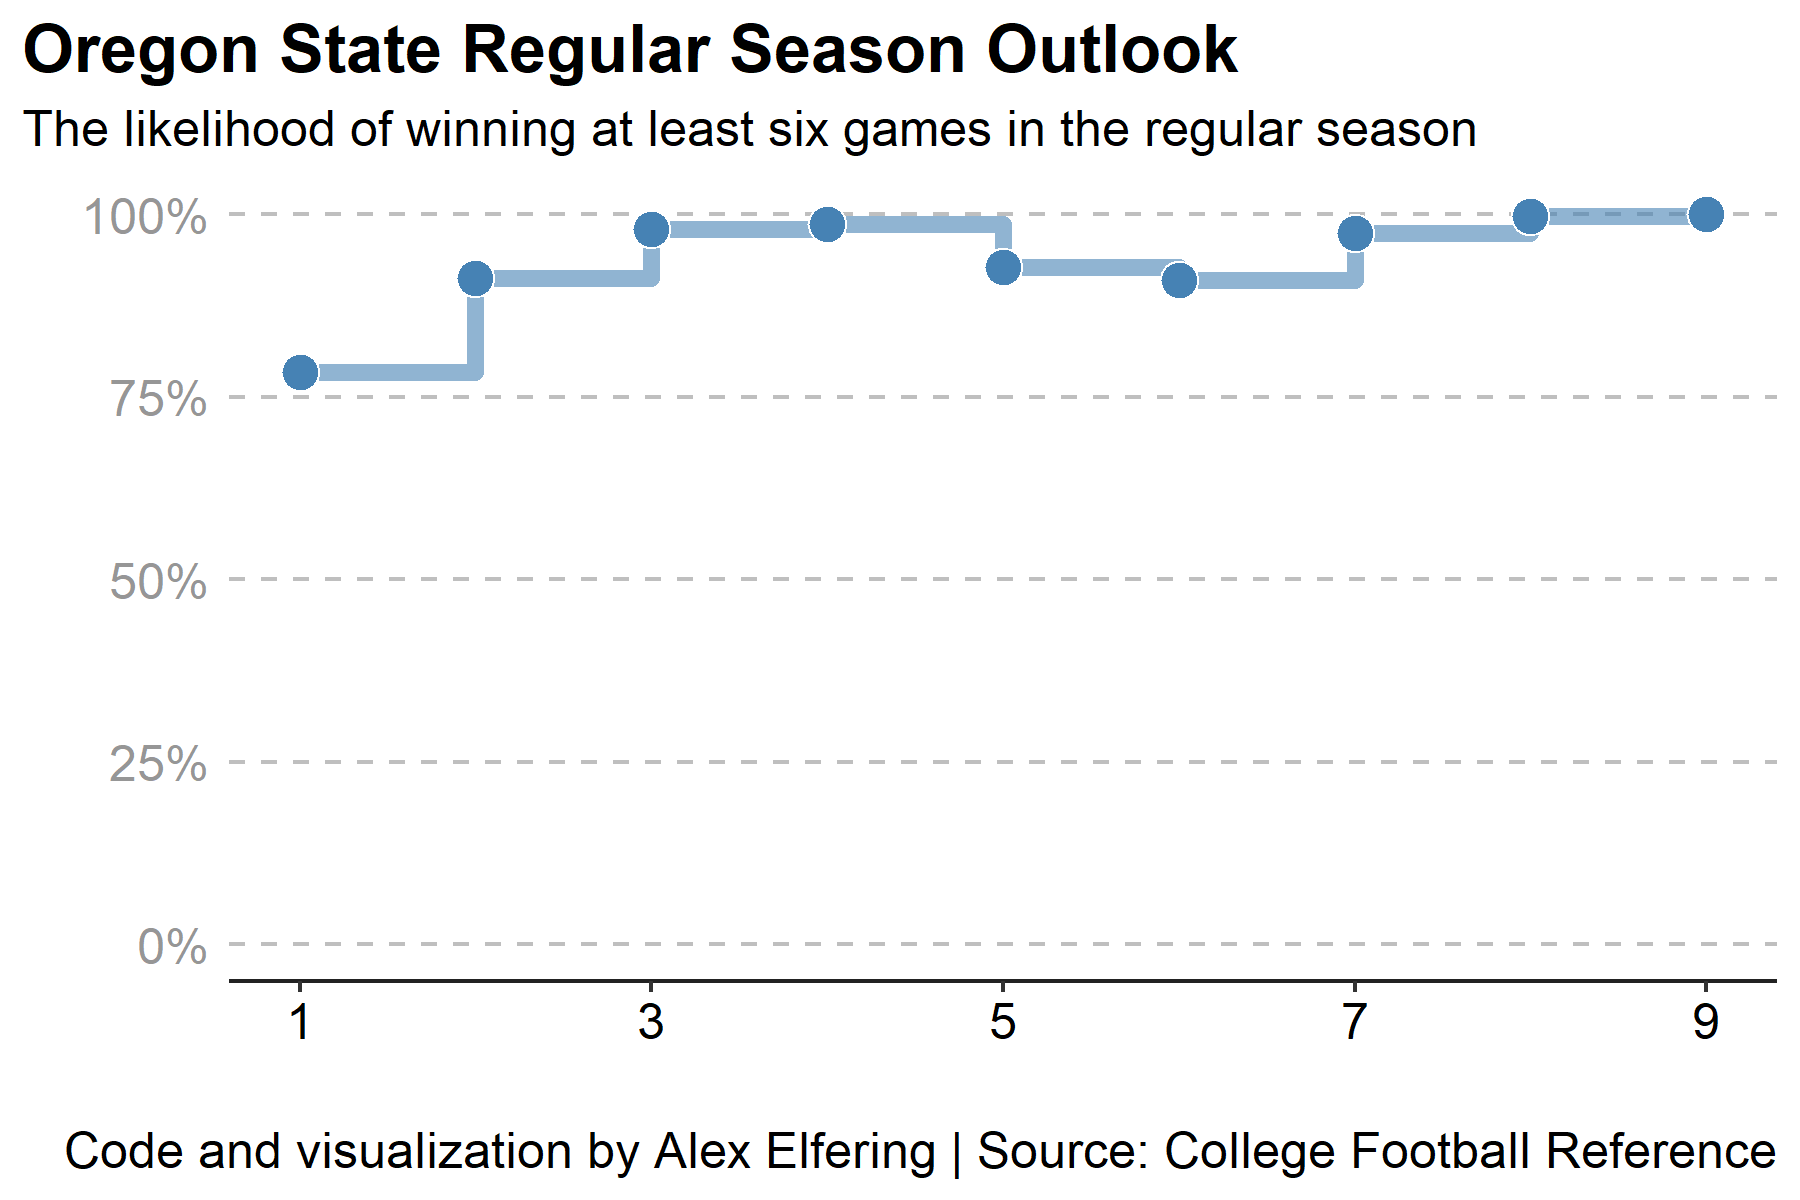 Oregon State Regular Season Outlook
The likelihood of winning at least six games in the regular season
100%
75%
50%
25%
0%
1 3 5 7 9
Code and visualization by Alex Elfering | Source: College Football Reference